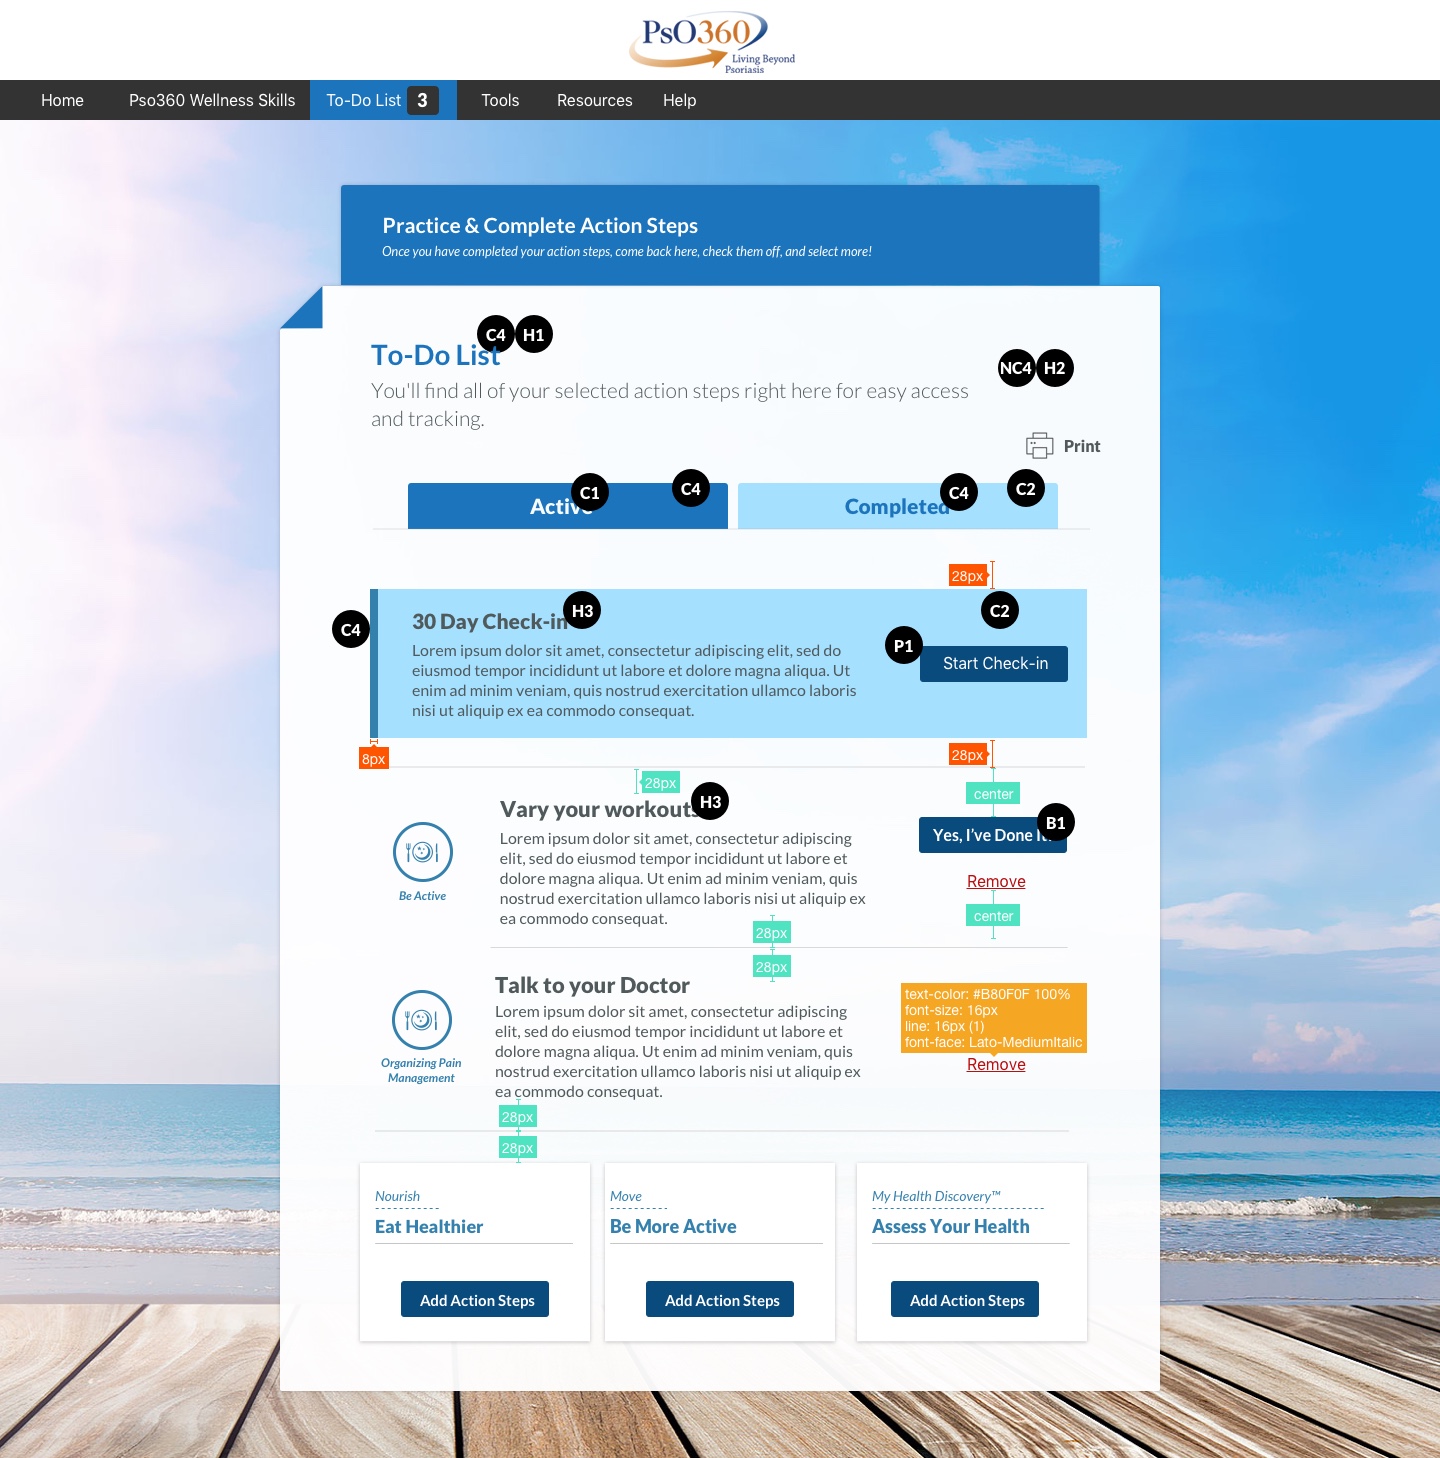 PsO360
Living Beyond
Psoriasis
Home
Pso360 Wellness Skills
To-Do List 3
Tools
Resources
Help
Practice & Complete Action Steps
Once you have completed your action steps, come back here, check them off, and select more!
C4 H1
To-Do List
NC4 H2
You'll find all of your selected action steps right here for easy access
and tracking.
Print
Active
C1
C4
Completed
C4
C2
28px
C4
30 Day Check-in
H3
C2
Lorem ipsum dolor sit amet, consectetur adipiscing elit, sed do
eiusmod tempor incididunt ut labore et dolore magna aliqua. Ut
enim ad minim veniam, quis nostrud exercitation ullamco laboris
nisi ut aliquip ex ea commodo consequat.
P1
Start Check-in
8px
28px
28px
center
Vary your workouts
H3
B1
Yes, I've Done It!
Lorem ipsum dolor sit amet, consectetur adipiscing
elit, sed do eiusmod tempor incididunt ut labore et
dolore magna aliqua. Ut enim ad minim veniam, quis
nostrud exercitation ullamco laboris nisi ut aliquip ex
ea commodo consequat.
Be Active
Remove
center
28px
28px
Talk to your Doctor
Lorem ipsum dolor sit amet, consectetur adipiscing
elit, sed do eiusmod tempor incididunt ut labore et
dolore magna aliqua. Ut enim ad minim veniam, quis
nostrud exercitation ullamco laboris nisi ut aliquip ex
ea commodo consequat.
Organizing Pain
Management
text-color: #B80F0F 100%
font-size: 16px
line: 16px (1)
font-face: Lato-MediumItalic
Remove
28px
28px
Nourish
Eat Healthier
Add Action Steps
Move
Be More Active
Add Action Steps
My Health Discovery™
Assess Your Health
Add Action Steps